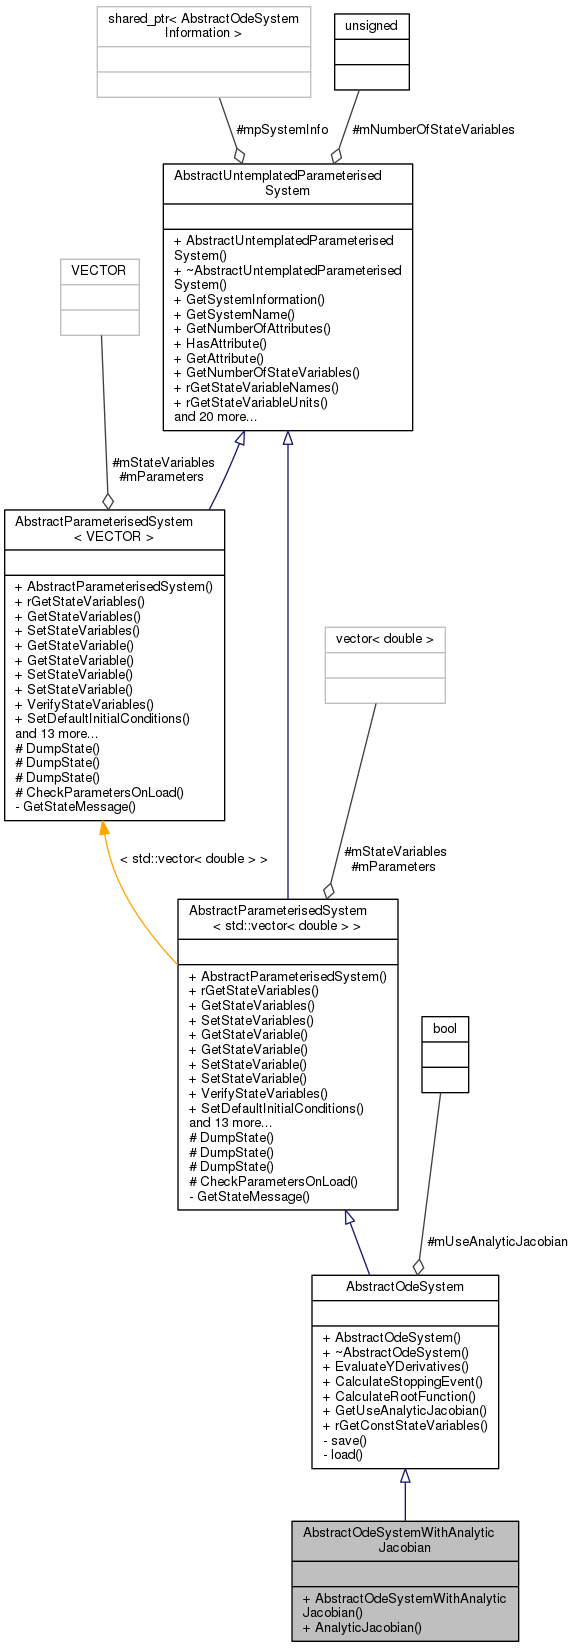 shared_ptr< AbstractOdeSystem
Information >
unsigned
#mpSystemInfo
#mNumberOfStateVariables
AbstractUntemplatedParameterised
System
+ AbstractUntemplatedParameterised
System()
+ ~AbstractUntemplatedParameterised
System()
+ GetSystemInformation()
+ GetSystemName()
+ GetNumberOfAttributes()
+ HasAttribute()
+ GetAttribute()
+ GetNumberOfStateVariables()
+ rGetStateVariableNames()
+ rGetStateVariableUnits()
and 20 more...
VECTOR
#mStateVariables
#mParameters
AbstractParameterisedSystem
< VECTOR >
+ AbstractParameterisedSystem()
+ rGetStateVariables()
+ GetStateVariables()
+ SetStateVariables()
+ GetStateVariable()
+ GetStateVariable()
+ SetStateVariable()
+ SetStateVariable()
+ VerifyStateVariables()
+ SetDefaultInitialConditions()
and 13 more...
# DumpState()
# DumpState()
# DumpState()
# CheckParametersOnLoad()
- GetStateMessage()
vector< double >
#mStateVariables
#mParameters
< std::vector< double > >
AbstractParameterisedSystem
< std::vector< double > >
+ AbstractParameterisedSystem()
+ rGetStateVariables()
+ GetStateVariables()
+ SetStateVariables()
+ GetStateVariable()
+ GetStateVariable()
+ SetStateVariable()
+ SetStateVariable()
+ VerifyStateVariables()
+ SetDefaultInitialConditions()
and 13 more...
# DumpState()
# DumpState()
# DumpState()
# CheckParametersOnLoad()
- GetStateMessage()
bool
#mUseAnalyticJacobian
AbstractOdeSystem
+ AbstractOdeSystem()
+ ~AbstractOdeSystem()
+ EvaluateYDerivatives()
+ CalculateStoppingEvent()
+ CalculateRootFunction()
+ GetUseAnalyticJacobian()
+ rGetConstStateVariables()
- save()
- load()
AbstractOdeSystemWithAnalytic
Jacobian
+ AbstractOdeSystemWithAnalytic
Jacobian()
+ AnalyticJacobian()